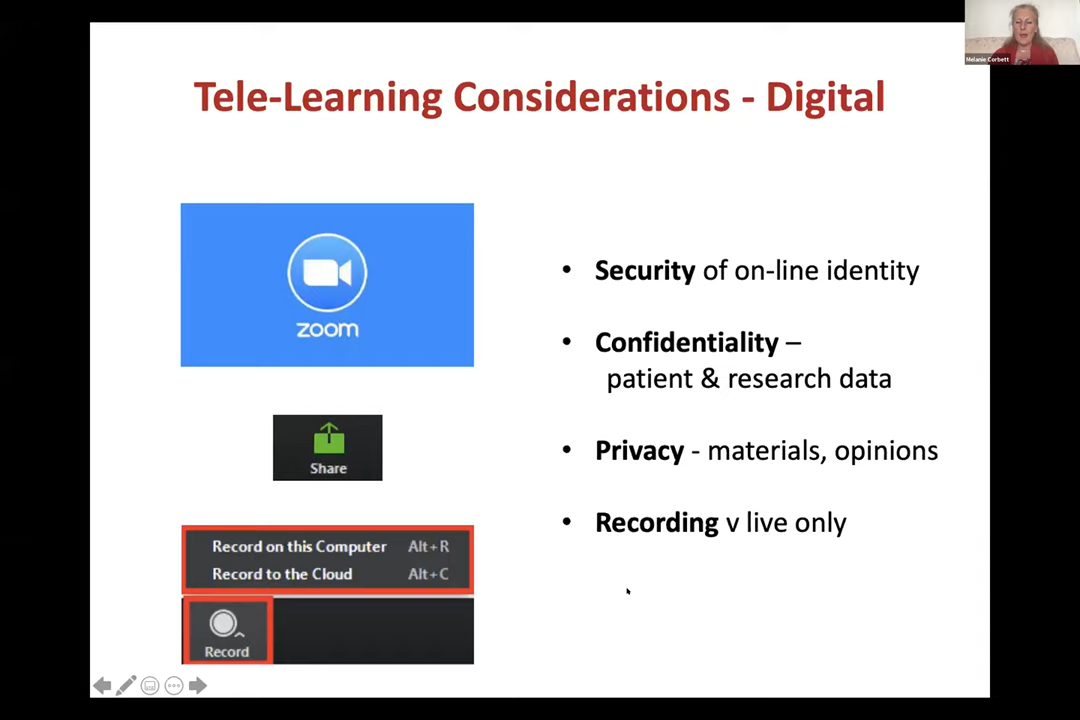 Melanie Corbett
Tele-Learning Considerations - Digital
zoom
Share
Record on this Computer Alt+R
Record to the Cloud Alt+C
Record
• Security of on-line identity
• Confidentiality –
patient & research data
• Privacy - materials, opinions
• Recording v live only